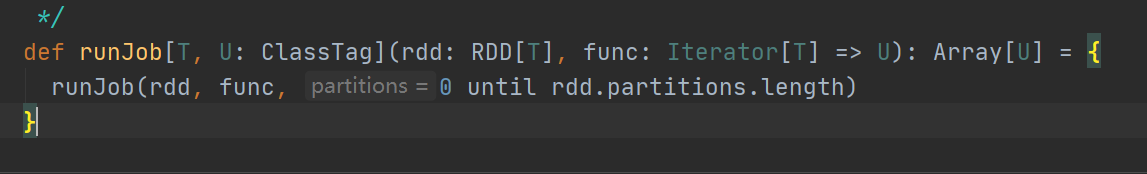 */
def runJob[T, U: ClassTag](rdd: RDD[T], func: Iterator[T] => U): Array[U] = {
runJob(rdd, func, partitions = 0 until rdd.partitions.length)
}